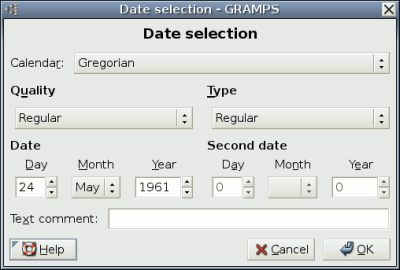 Date selection - GRAMPS
Date selection
Calendar: Gregorian
Quality Type
Regular Regular
Date Second date
Day Month Year Day Month Year
24 May 1961 0 0
Text comment:
Help Cancel OK